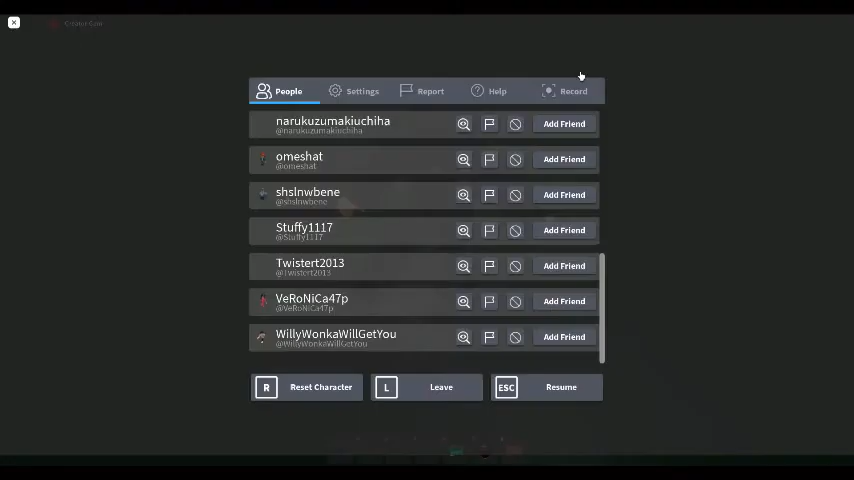 Creator Cam
People Settings Report Help Record
narukuzumakiuchiha Add Friend
@narukuzumakiuchiha
omeshat Add Friend
@omeshat
shslnwbene Add Friend
@shslnwbene
Stuffy1117 Add Friend
@Stuffy1117
Twistert2013 Add Friend
@Twistert2013
VeRoNiCa47p Add Friend
@VeRoNiCa47p
WillyWonkaWillGetYou Add Friend
@WillyWonkaWillGetYou
R Reset Character L Leave ESC Resume